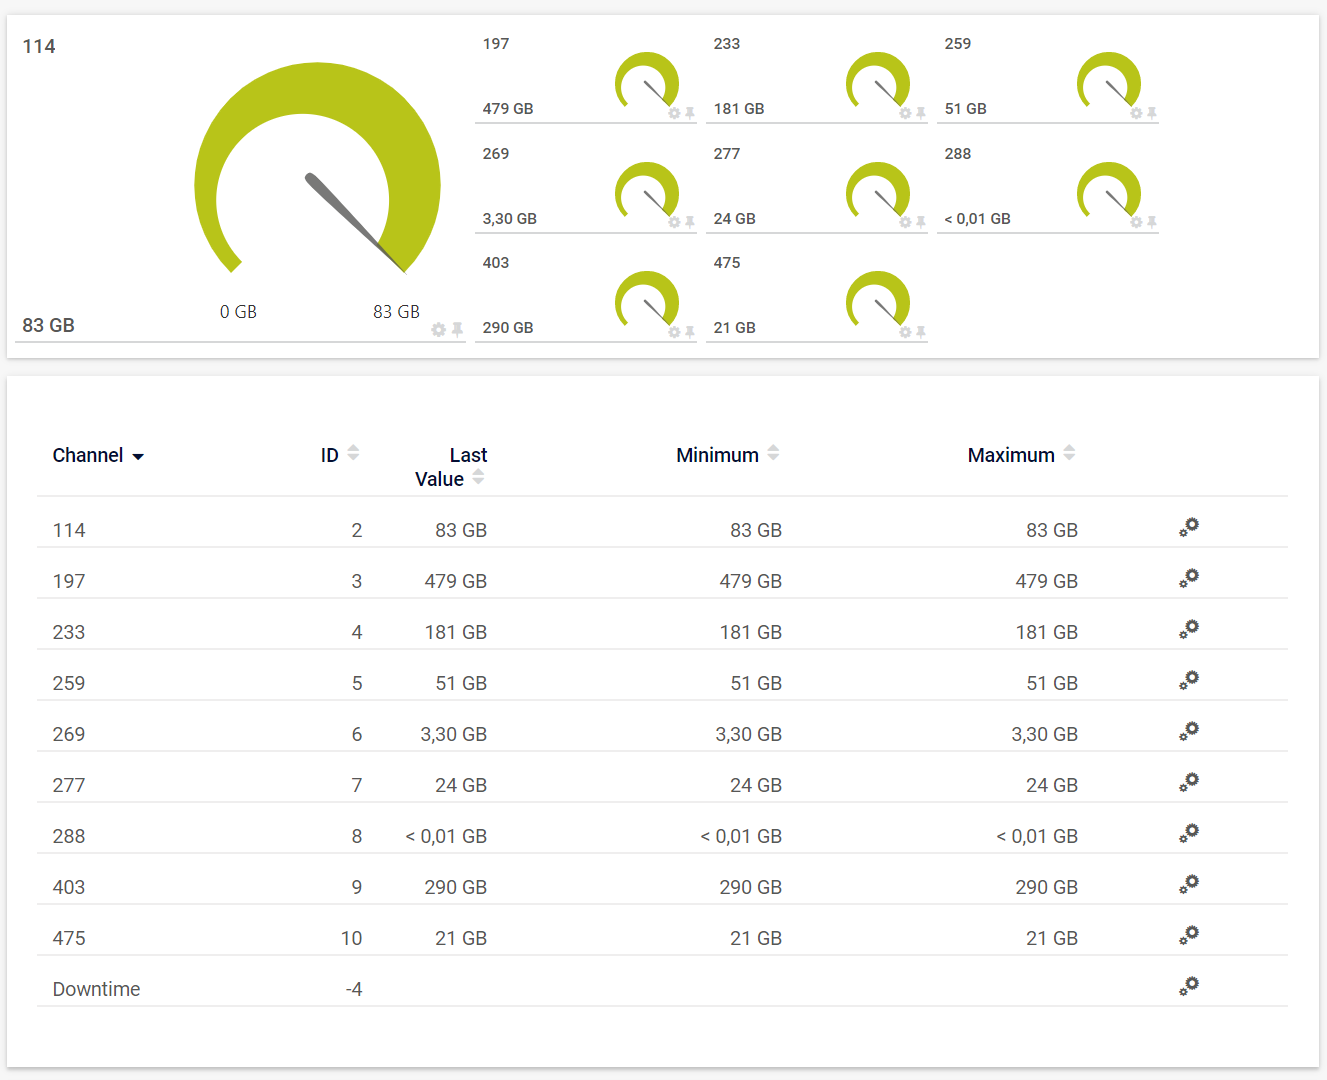 114
0 GB 83 GB
83 GB
197
479 GB
233
181 GB
259
51 GB
269
3,30 GB
277
24 GB
288
< 0,01 GB
403
290 GB
475
21 GB
Channel ID Last Value Minimum Maximum
114 2 83 GB 83 GB 83 GB
197 3 479 GB 479 GB 479 GB
233 4 181 GB 181 GB 181 GB
259 5 51 GB 51 GB 51 GB
269 6 3,30 GB 3,30 GB 3,30 GB
277 7 24 GB 24 GB 24 GB
288 8 < 0,01 GB < 0,01 GB < 0,01 GB
403 9 290 GB 290 GB 290 GB
475 10 21 GB 21 GB 21 GB
Downtime -4